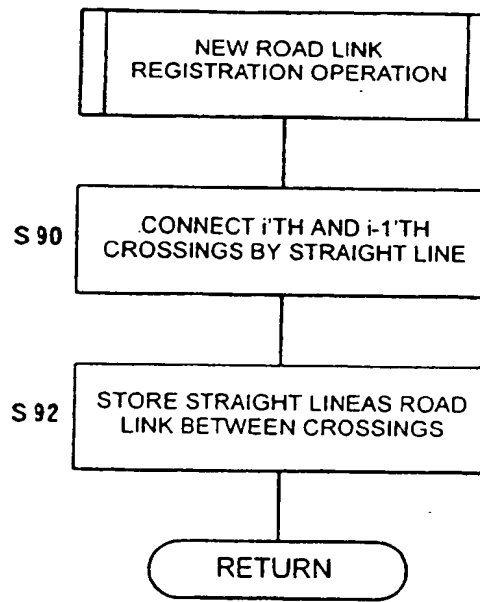 NEW ROAD LINK
REGISTRATION OPERATION
S 90
CONNECT i'TH AND i-1'TH
CROSSINGS BY STRAIGHT LINE
S 92
STORE STRAIGHT LINEAS ROAD
LINK BETWEEN CROSSINGS
RETURN